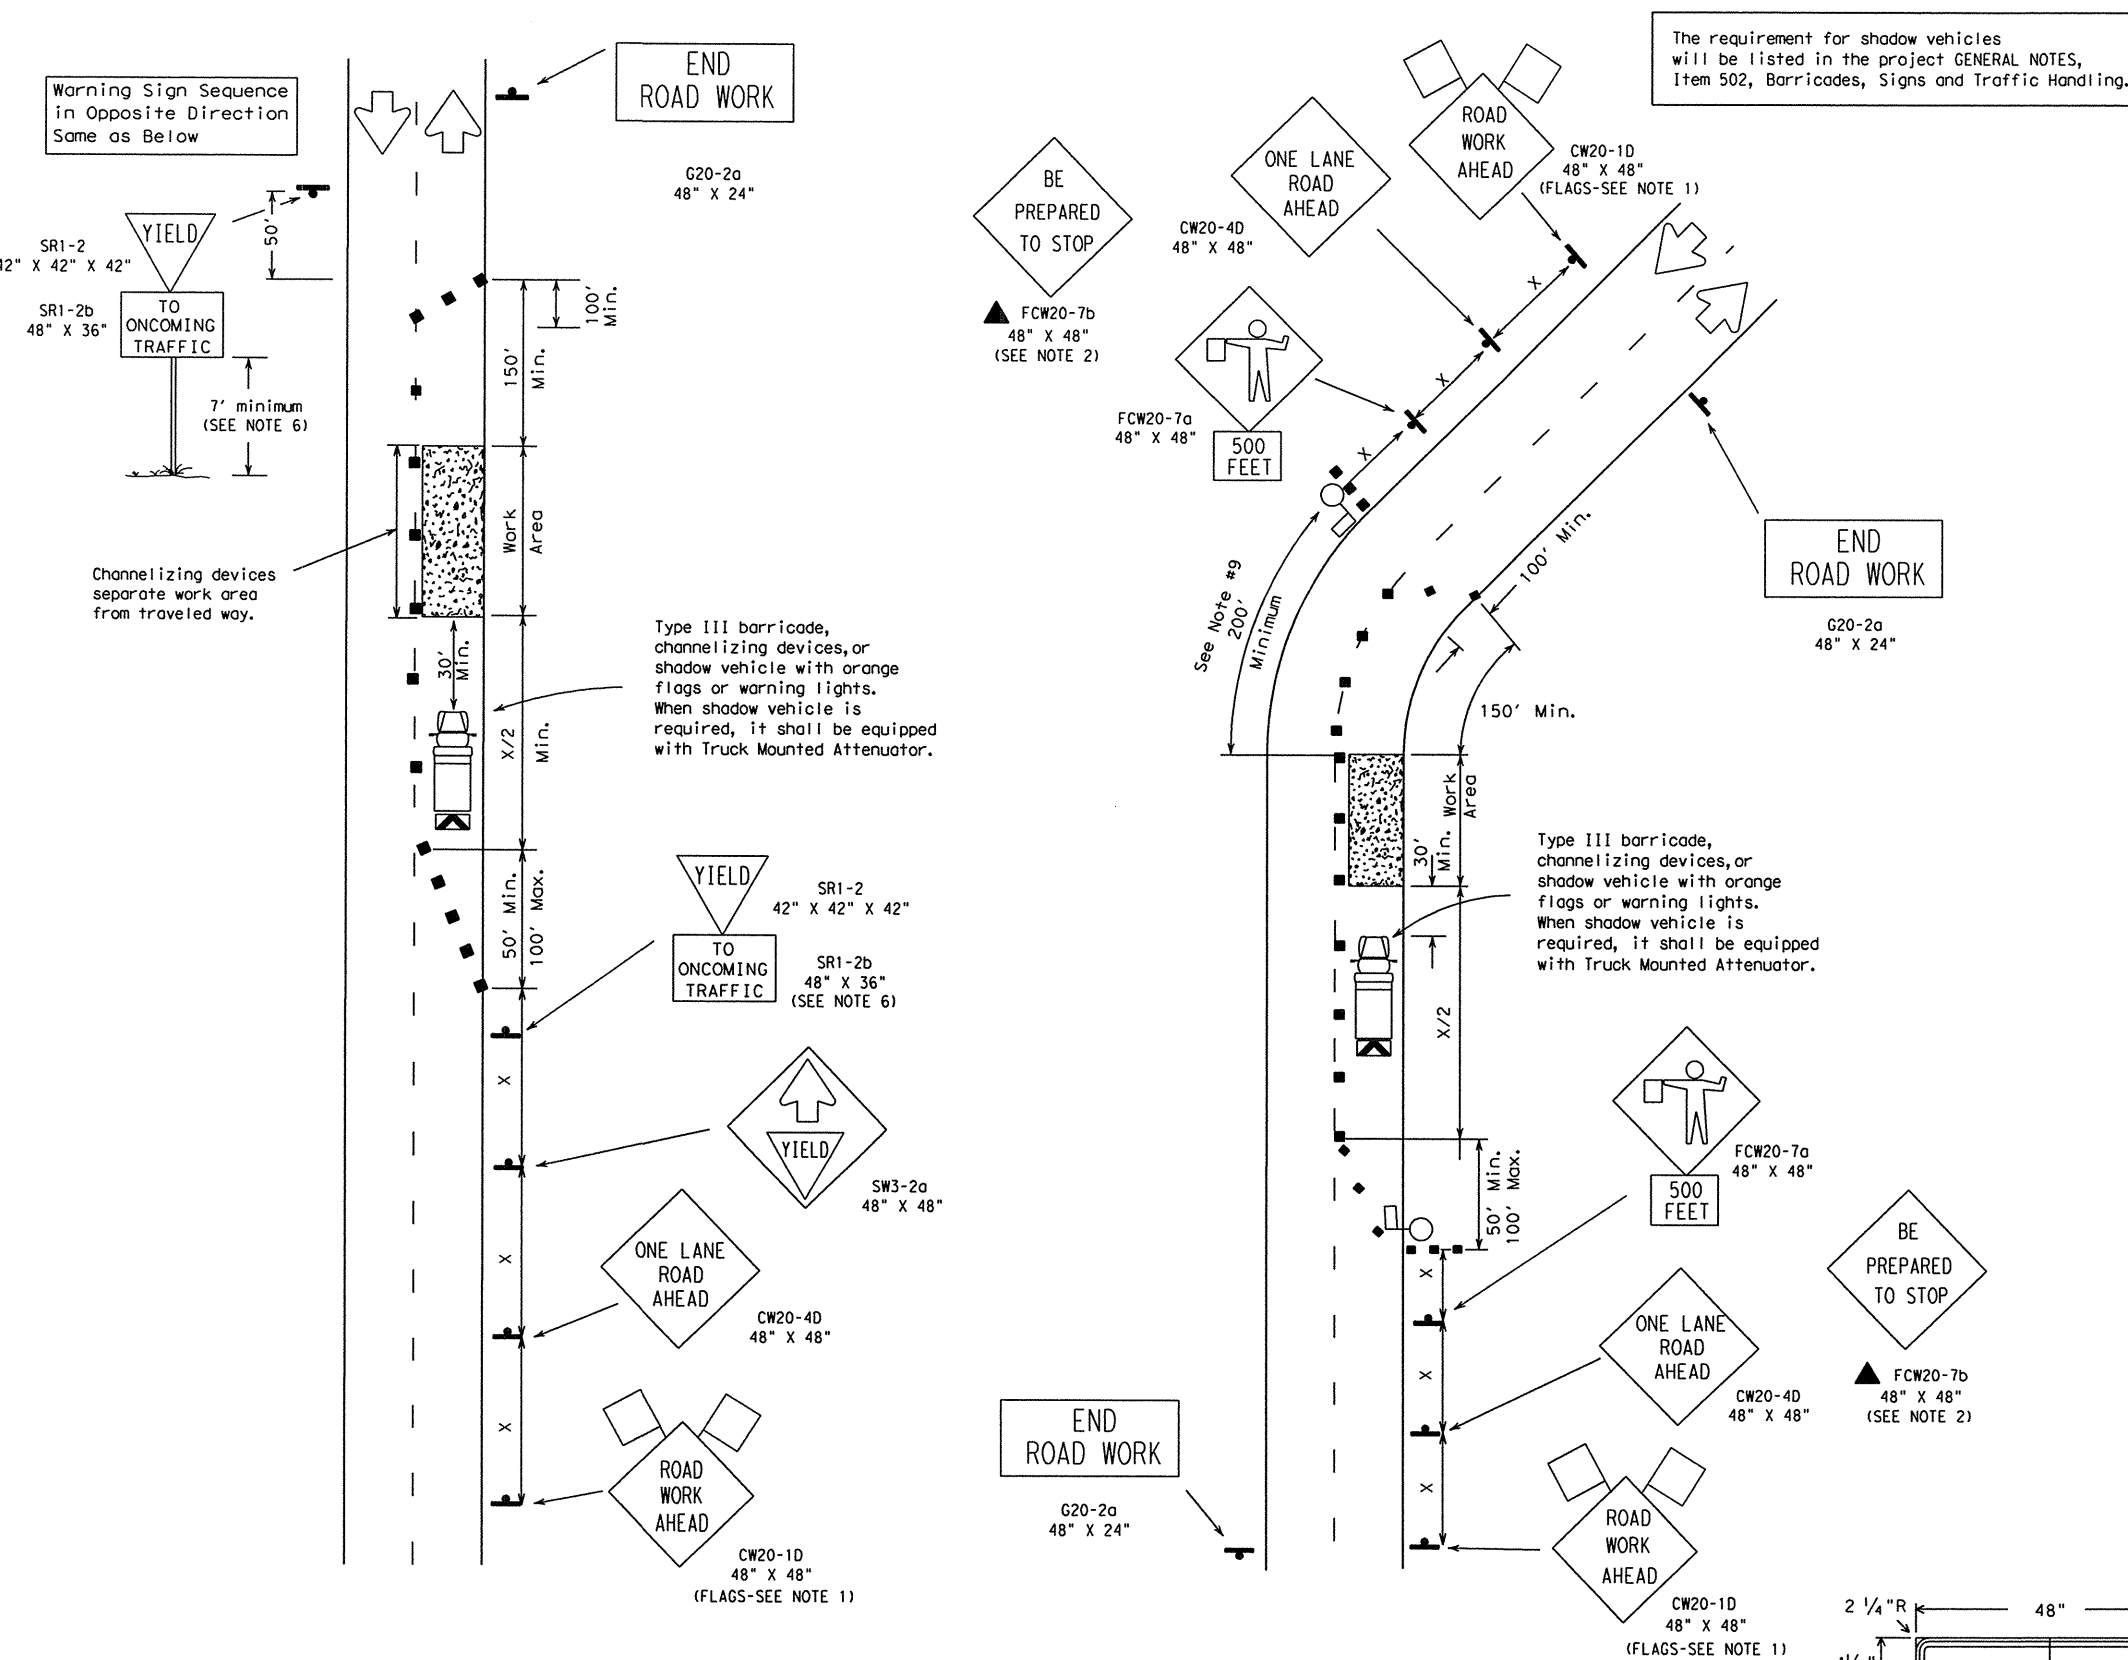 Warning Sign Sequence
in Opposite Direction
Same as Below
END
ROAD WORK
G20-2a
48" X 24"
YIELD
SR1-2
42" X 42" X 42"
TO
ONCOMING
TRAFFIC
SR1-2b
48" X 36"
50'
7' minimum
(SEE NOTE 6)
100'
Min.
150'
Min.
Work
Area
Channelizing devices
separate work area
from traveled way.
30'
Min.
X/2
Min.
Type III barricade,
channelizing devices,or
shadow vehicle with orange
flags or warning lights.
When shadow vehicle is
required, it shall be equipped
with Truck Mounted Attenuator.
50' Min.
100' Max.
YIELD
SR1-2
42" X 42" X 42"
TO
ONCOMING
TRAFFIC
SR1-2b
48" X 36"
(SEE NOTE 6)
X
YIELD
SW3-2a
48" X 48"
X
ONE LANE
ROAD
AHEAD
CW20-4D
48" X 48"
X
ROAD
WORK
AHEAD
CW20-1D
48" X 48"
(FLAGS-SEE NOTE 1)
The requirement for shadow vehicles
will be listed in the project GENERAL NOTES,
Item 502, Barricades, Signs and Traffic Handling.
ROAD
WORK
AHEAD
CW20-1D
48" X 48"
(FLAGS-SEE NOTE 1)
ONE LANE
ROAD
AHEAD
CW20-4D
48" X 48"
BE
PREPARED
TO STOP
FCW20-7b
48" X 48"
(SEE NOTE 2)
X
X
X
FCW20-7a
48" X 48"
500
FEET
END
ROAD WORK
G20-2a
48" X 24"
See Note #9
200'
Minimum
100' Min.
150' Min.
Work
Area
30'
Min.
Type III barricade,
channelizing devices,or
shadow vehicle with orange
flags or warning lights.
When shadow vehicle is
required, it shall be equipped
with Truck Mounted Attenuator.
X/2
50' Min.
100' Max.
FCW20-7a
48" X 48"
500
FEET
X
BE
PREPARED
TO STOP
FCW20-7b
48" X 48"
(SEE NOTE 2)
X
ONE LANE
ROAD
AHEAD
CW20-4D
48" X 48"
X
END
ROAD WORK
G20-2a
48" X 24"
ROAD
WORK
AHEAD
CW20-1D
48" X 48"
(FLAGS-SEE NOTE 1)
2 1/4"R
48"